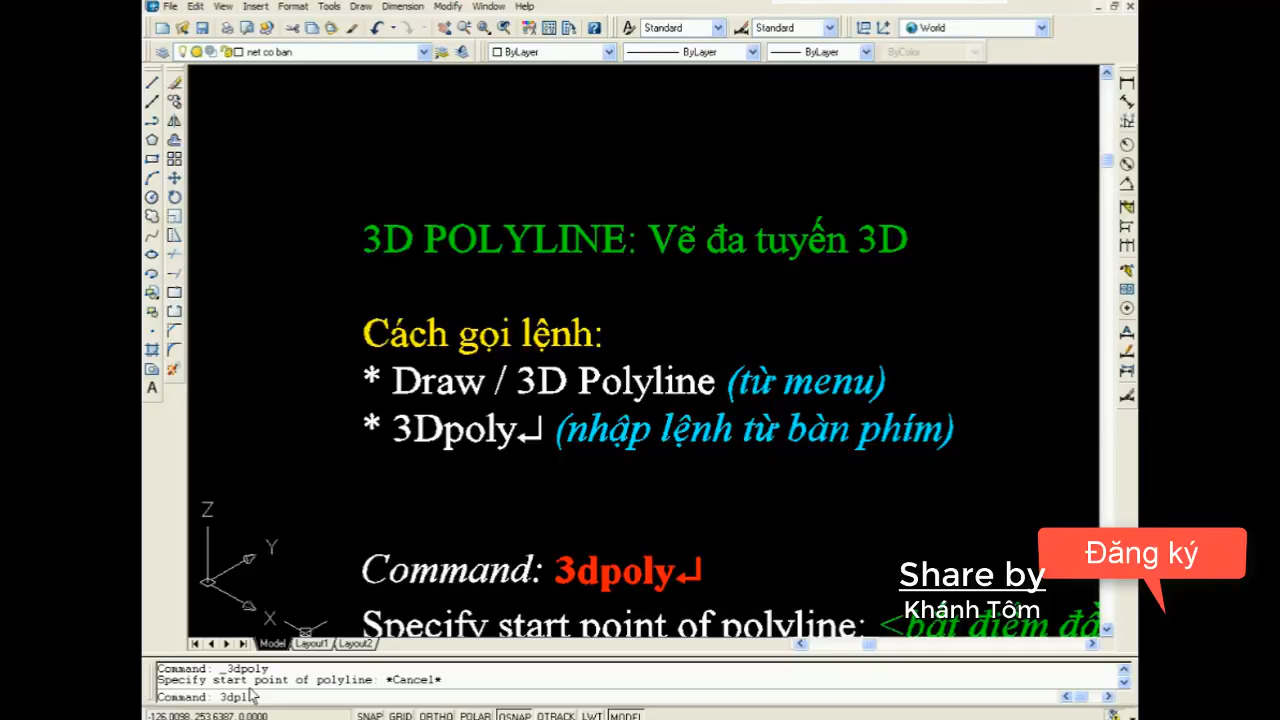 File Edit View Insert Format Tools Draw Dimension Modify Window Help
Standard Standard World
net co ban ByLayer ByLayer ByLayer ByColor
3D POLYLINE: Vẽ đa tuyến 3D
Cách gọi lệnh:
* Draw / 3D Polyline (từ menu)
* 3Dpoly↲ (nhập lệnh từ bàn phím)
Z
Y
X
Command: 3dpoly↲
Specify start point of polyline: <bắt điểm
Đăng ký
Share by
Khánh Tôm
Model Layout1 Layout2
Command: _3dpoly
Specify start point of polyline: *Cancel*
Command: 3dpl
-126.0098, 253.6387, 0.0000 SNAP GRID ORTHO POLAR OSNAP OTRACK LWT MODEL